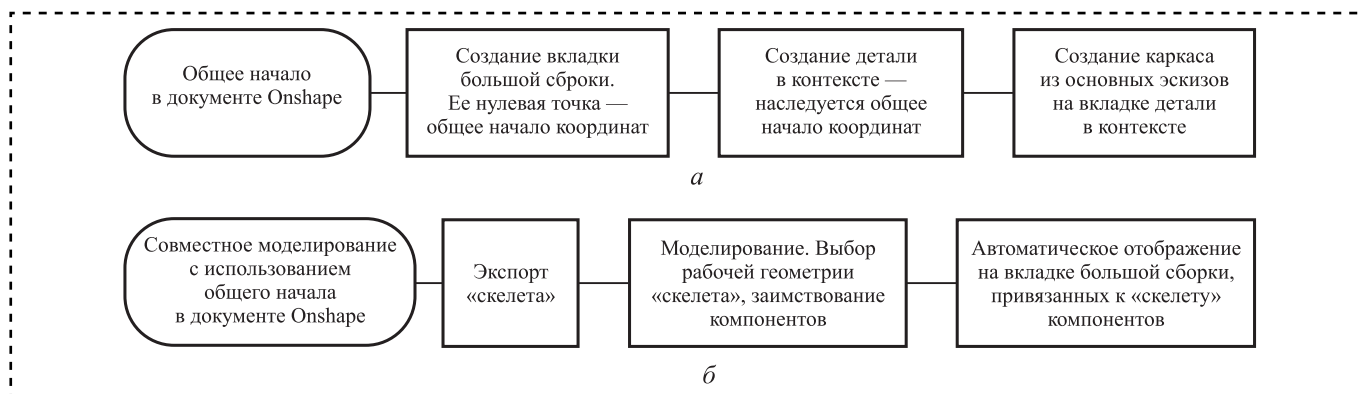 Общее начало
в документе Onshape
Создание вкладки
большой сброки.
Ее нулевая точка —
общее начало координат
Создание детали
в контексте —
наследуется общее
начало координат
Создание каркаса
из основных эскизов
на вкладке детали
в контексте
а
Совместное моделирование
с использованием
общего начала
в документе Onshape
Экспорт
«скелета»
Моделирование. Выбор
рабочей геометрии
«скелета», заимствование
компонентов
Автоматическое отображение
на вкладке большой сборки,
привязанных к «скелету»
компонентов
б